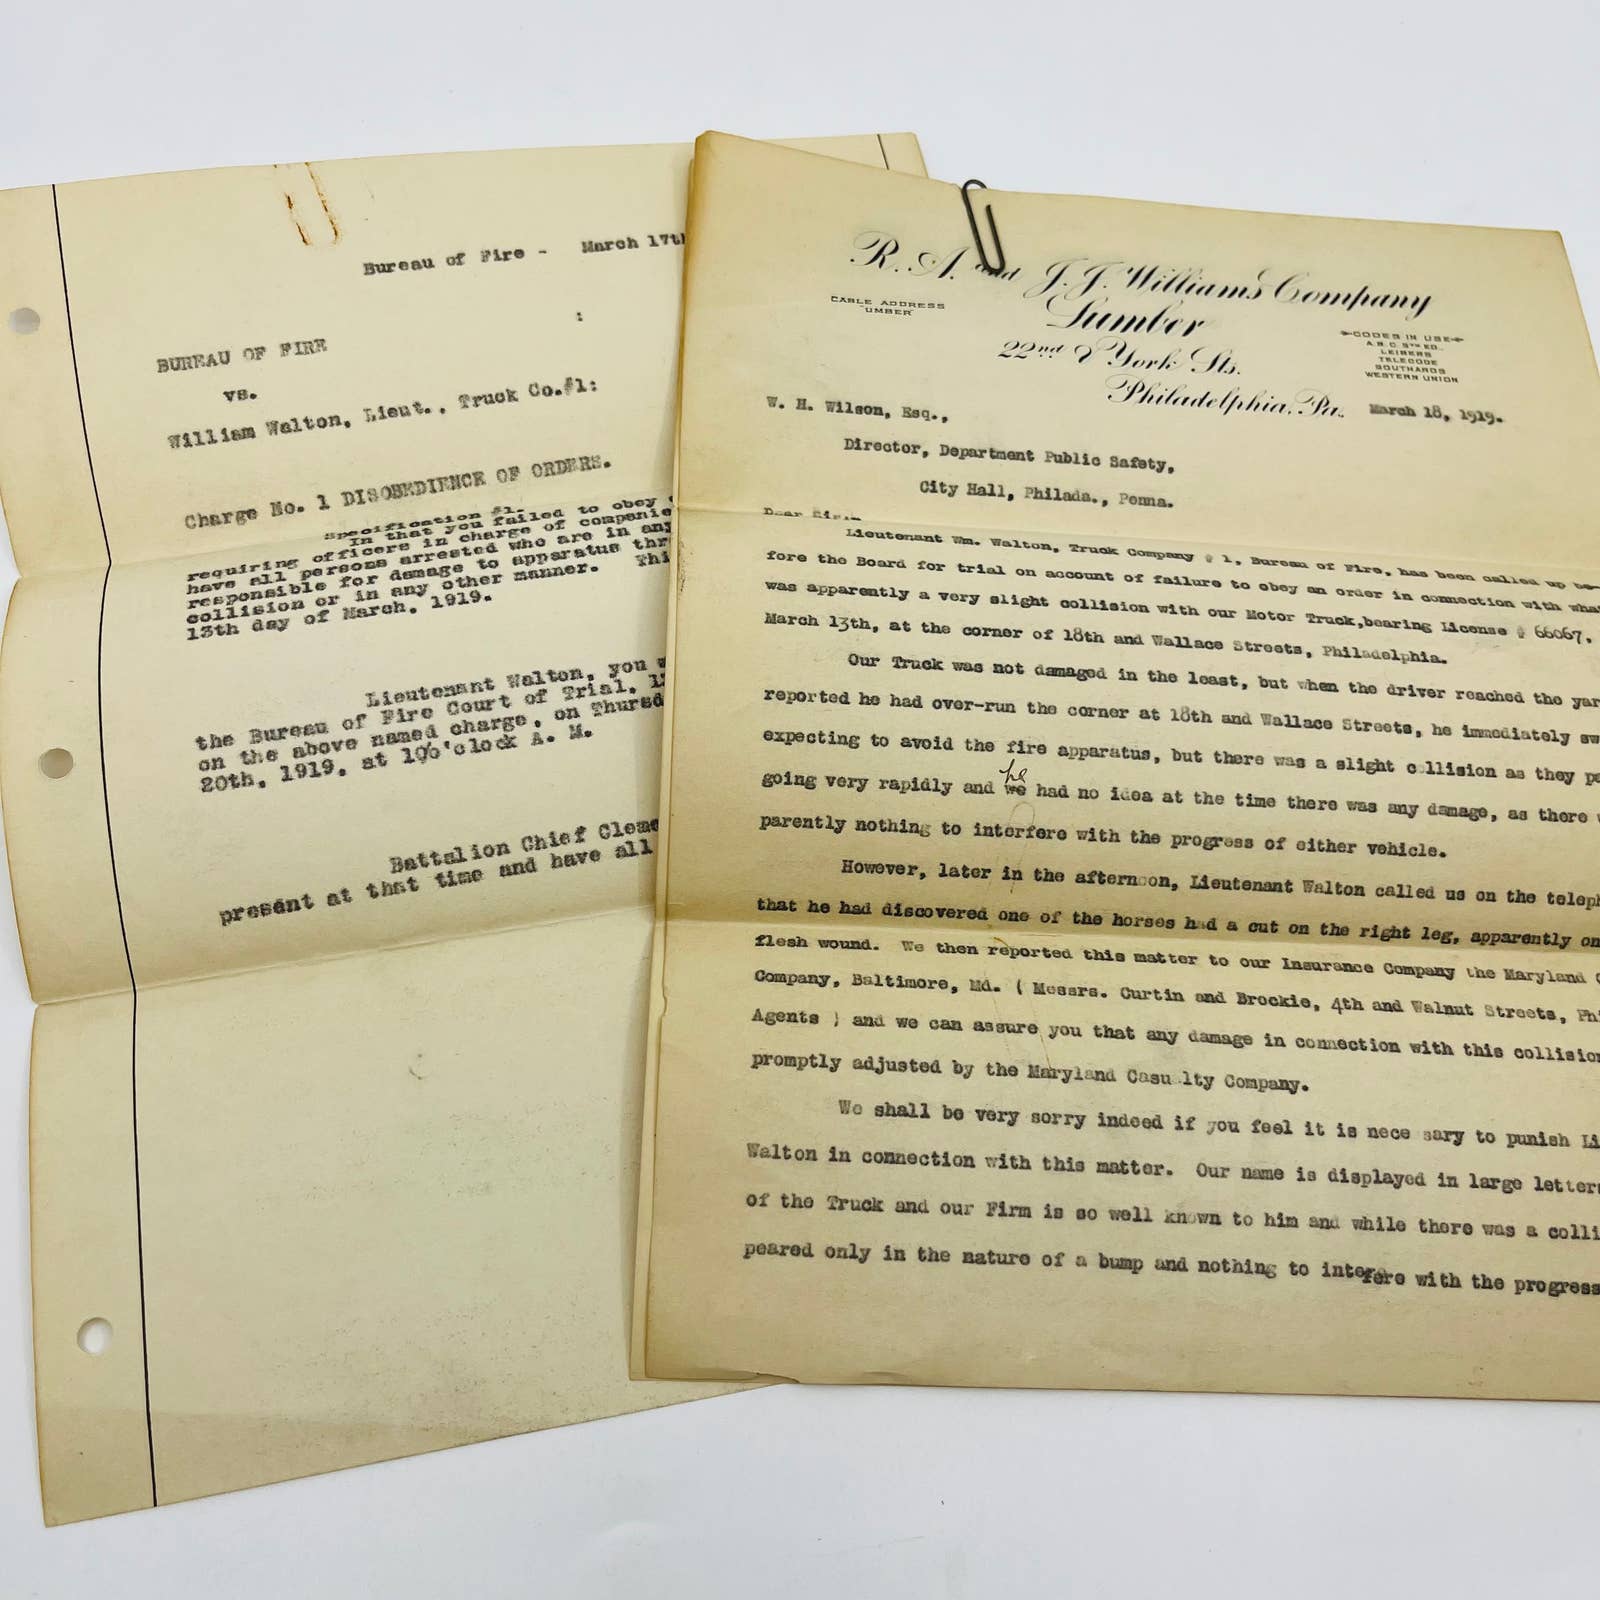 Bureau of Fire - March 17th
:
BUREAU OF FIRE
vs.
William Walton, Lieut., Truck Co.#1:
Charge No. 1 DISOBEDIENCE OF ORDERS.
Specification #1-
In that you failed to obey
requiring officers in charge of companie
have all persons arrested who are in any
responsible for damage to apparatus thr
collision or in any other manner. Thi
13th day of March, 1919.
Lieutenant Walton, you
the Bureau of Fire Court of Trial,
on the above named charge, on Thursd
20th, 1919, at 10 o'clock A. M.
Battalion Chief Cleme
present at that time and have all
R. A. and J. J. Williams Company
Lumber
CABLE ADDRESS
"UMBER"
22nd & York Sts.
Philadelphia, Pa.
CODES IN USE
A.B.C. 5TH ED.
LEIBERS
TELECODE
SOUTHARDS
WESTERN UNION
March 18, 1919.
W. H. Wilson, Esq.,
Director, Department Public Safety,
City Hall, Philada., Penna.
Dear Sir:-
Lieutenant Wm. Walton, Truck Company # 1, Bureau of Fire, has been called up be-
fore the Board for trial on account of failure to obey an order in connection with what
was apparently a very slight collision with our Motor Truck,bearing License # 66067,
March 13th, at the corner of 18th and Wallace Streets, Philadelphia.
Our Truck was not damaged in the least, but when the driver reached the yar
reported he had over-run the corner at 18th and Wallace Streets, he immediately sw
expecting to avoid the fire apparatus, but there was a slight collision as they p
going very rapidly and we he had no idea at the time there was any damage, as there
parently nothing to interfere with the progress of either vehicle.
However, later in the afternoon, Lieutenant Walton called us on the teleph
that he had discovered one of the horses had a cut on the right leg, apparently on
flesh wound. We then reported this matter to our Insurance Company the Maryland C
Company, Baltimore, Md. ( Messrs. Curtin and Brockie, 4th and Walnut Streets, Phi
Agents ) and we can assure you that any damage in connection with this collision
promptly adjusted by the Maryland Casualty Company.
We shall be very sorry indeed if you feel it is necessary to punish Li
Walton in connection with this matter. Our name is displayed in large letters
of the Truck and our Firm is so well known to him and while there was a colli
peared only in the nature of a bump and nothing to interfere with the progress